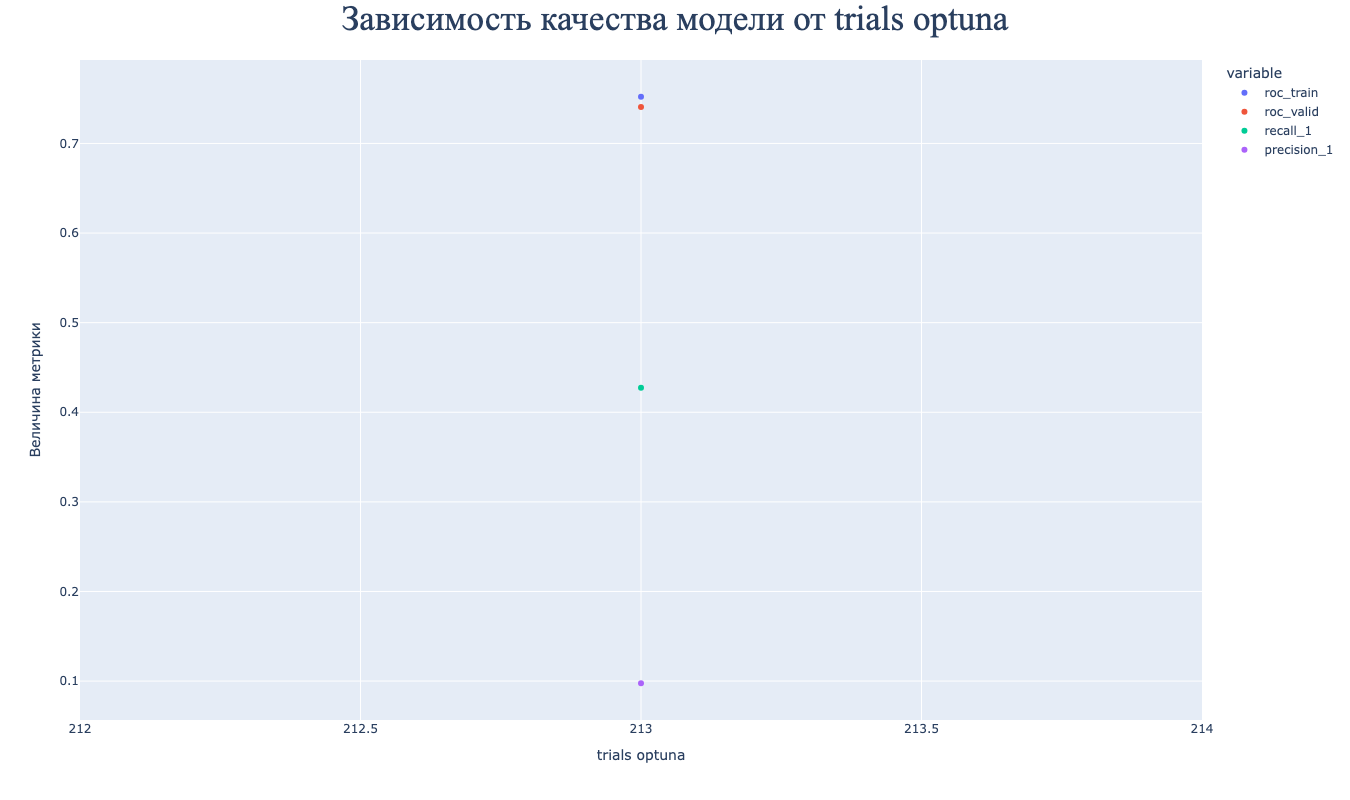 Зависимость качества модели от trials optuna
variable
roc_train
roc_valid
recall_1
precision_1
Величина метрики
0.7
0.6
0.5
0.4
0.3
0.2
0.1
212
212.5
213
213.5
214
trials optuna